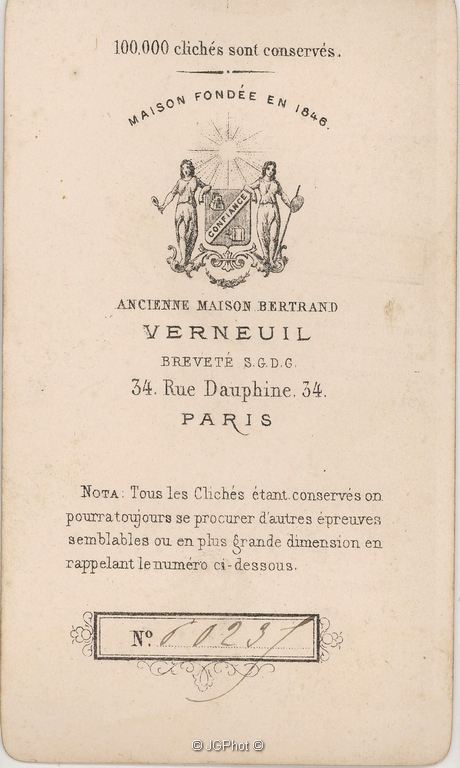 100,000 clichés sont conservés.
MAISON FONDÉE EN 1846.
CONFIANCE
ANCIENNE MAISON BERTRAND
VERNEUIL
BREVETÉ S.G.D.G.
34. Rue Dauphine. 34.
PARIS
NOTA: Tous les Clichés étant conservés on
pourra toujours se procurer d'autres épreuves
semblables ou en plus grande dimension en
rappelant le numéro ci-dessous.
N° 60237
© JGPhot ©